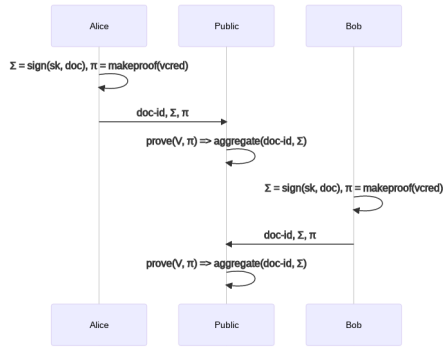 Alice Public Bob
Σ = sign(sk, doc), π = makeproof(vcred)
doc-id, Σ, π
prove(V, π) => aggregate(doc-id, Σ)
Σ = sign(sk, doc), π = makeproof(vcred)
doc-id, Σ, π
prove(V, π) => aggregate(doc-id, Σ)
Alice Public Bob